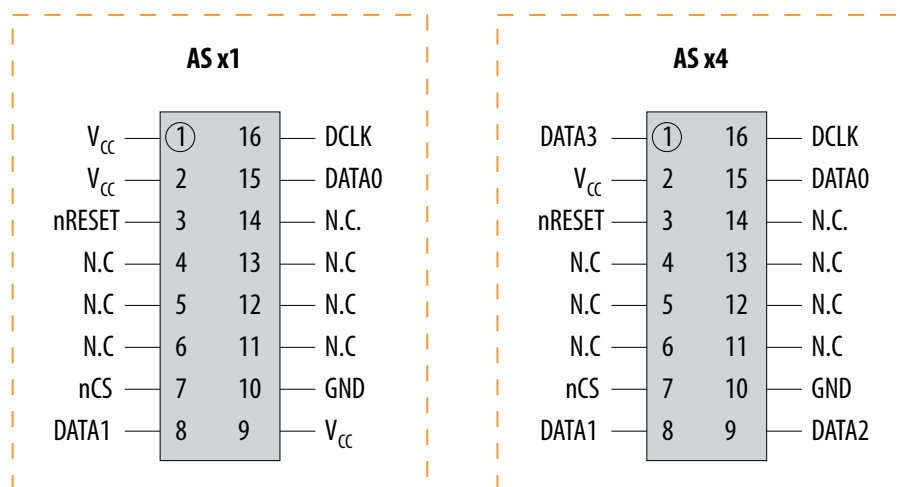 AS x1
V_CC 1 16 DCLK
V_CC 2 15 DATA0
nRESET 3 14 N.C.
N.C 4 13 N.C
N.C 5 12 N.C
N.C 6 11 N.C
nCS 7 10 GND
DATA1 8 9 V_CC
AS x4
DATA3 1 16 DCLK
V_CC 2 15 DATA0
nRESET 3 14 N.C.
N.C 4 13 N.C
N.C 5 12 N.C
N.C 6 11 N.C
nCS 7 10 GND
DATA1 8 9 DATA2